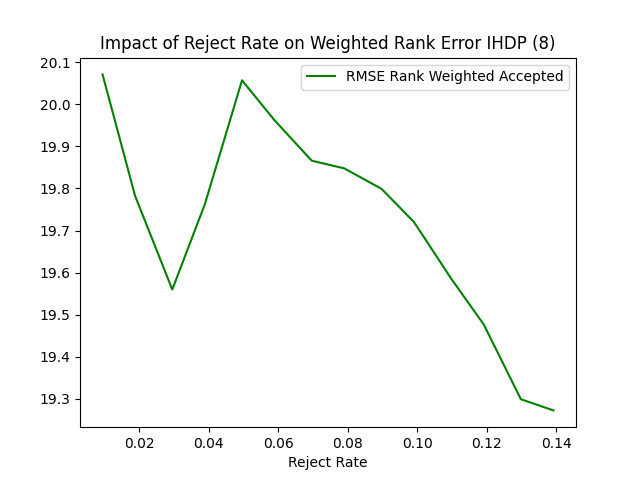 Impact of Reject Rate on Weighted Rank Error IHDP (8)
RMSE Rank Weighted Accepted
20.1
20.0
19.9
19.8
19.7
19.6
19.5
19.4
19.3
0.02 0.04 0.06 0.08 0.10 0.12 0.14
Reject Rate